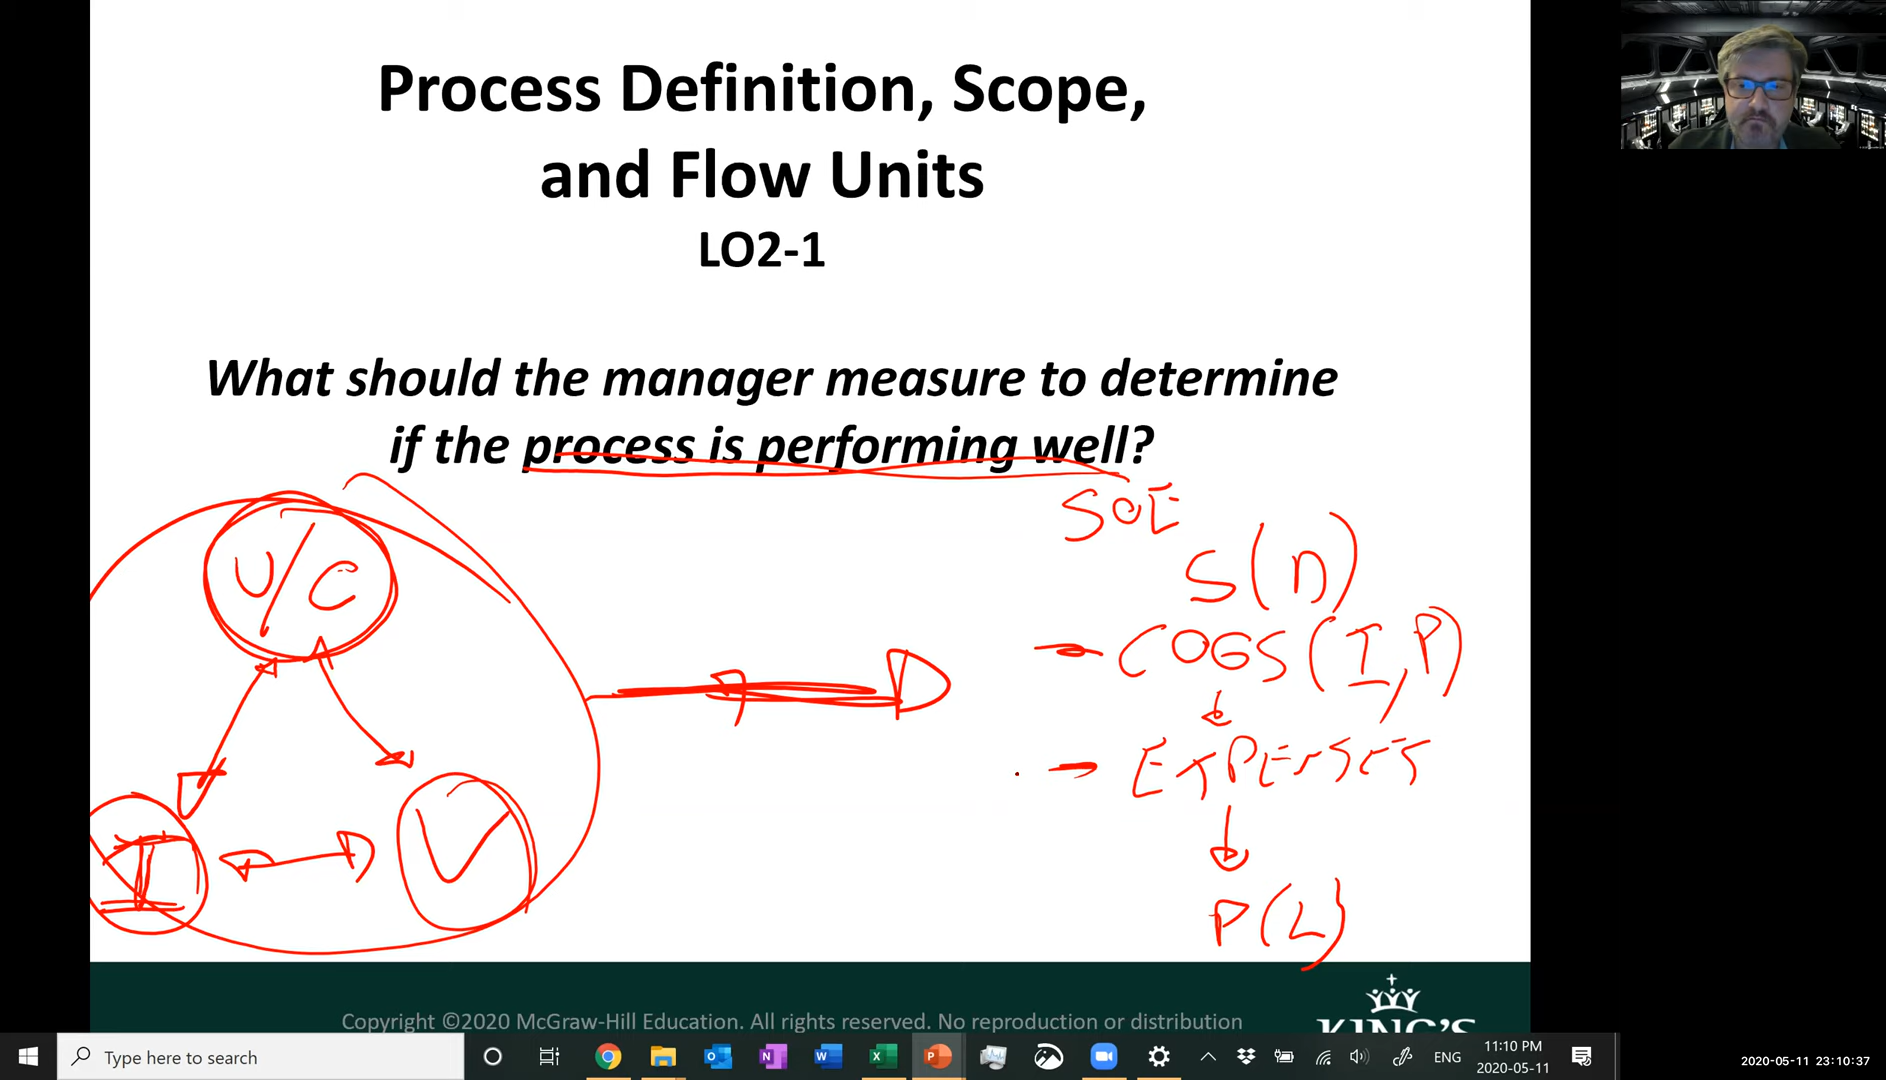 Process Definition, Scope,
and Flow Units
LO2-1
What should the manager measure to determine
if the process is performing well?
SOE
S(D)
U/C
- COGS(I,P)
- EXPENSES
I
V
P(L)
Copyright ©2020 McGraw-Hill Education. All rights reserved. No reproduction or distribution
KING'S
Type here to search
ENG
11:10 PM
2020-05-11
2020-05-11 23:10:37